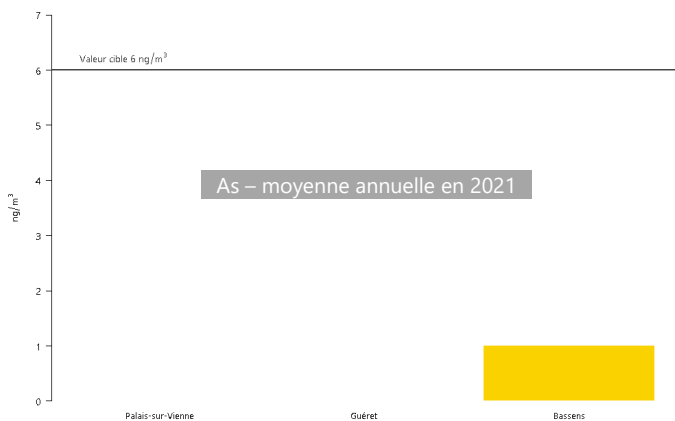 7
Valeur cible 6 ng/m³
6
5
As – moyenne annuelle en 2021
4
ng/m³
3
2
1
0
Palais-sur-Vienne Guéret Bassens